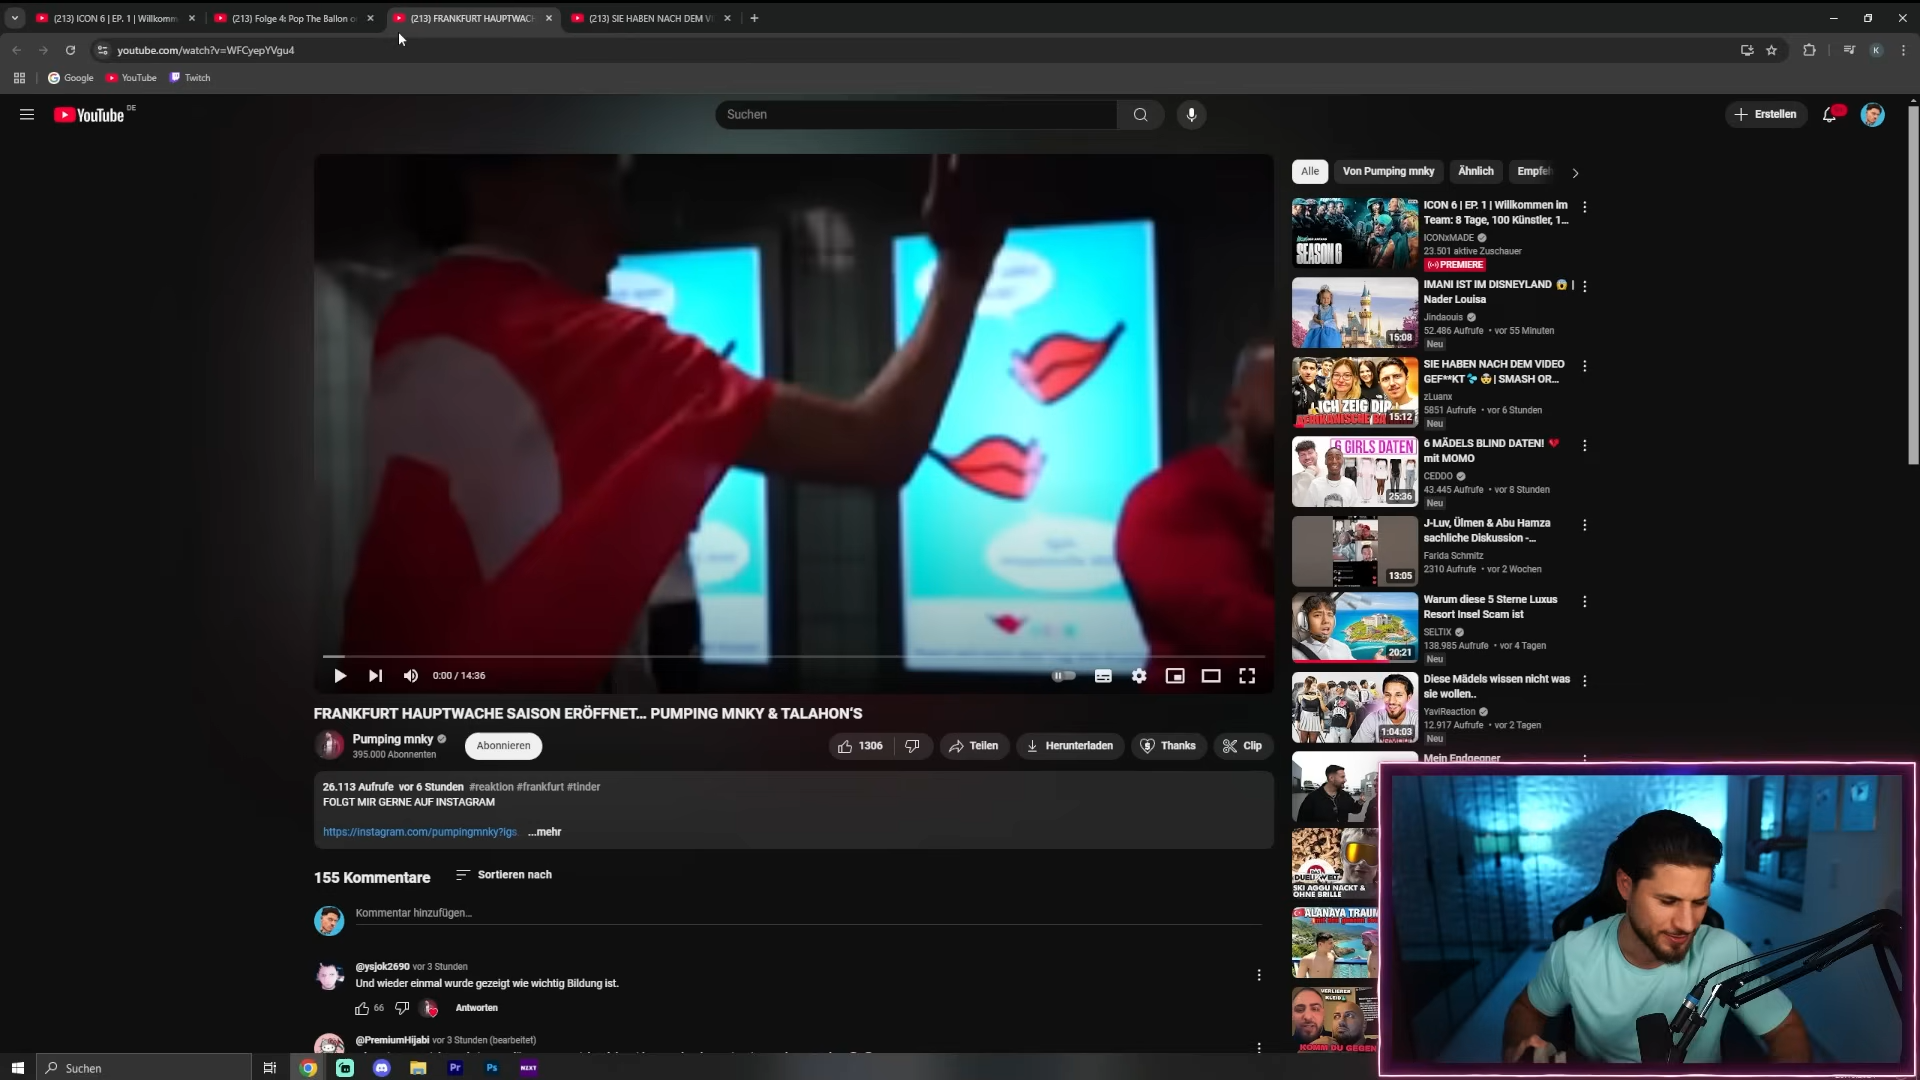 (213) ICON 6 | EP. 1 | Willkomm
(213) Folge 4: Pop The Ballon o
(213) FRANKFURT HAUPTWACH
(213) SIE HABEN NACH DEM V
youtube.com/watch?v=WFCyepYVgu4
K
Google
YouTube
Twitch
YouTube DE
Suchen
Erstellen
0:00 / 14:36
FRANKFURT HAUPTWACHE SAISON ERÖFFNET... PUMPING MNKY & TALAHON'S
Pumping mnky
395.000 Abonnenten
Abonnieren
1306
Teilen
Herunterladen
Thanks
Clip
26.113 Aufrufe vor 6 Stunden #reaktion #frankfurt #tinder
FOLGT MIR GERNE AUF INSTAGRAM
https://instagram.com/pumpingmnky?igs
...mehr
155 Kommentare
Sortieren nach
Kommentar hinzufügen...
@ysjok2690 vor 3 Stunden
Und wieder einmal wurde gezeigt wie wichtig Bildung ist.
66
Antworten
@PremiumHijabi vor 3 Stunden (bearbeitet)
Alle
Von Pumping mnky
Ähnlich
Empfeh
SEASON 6
ICON 6 | EP. 1 | Willkommen im
Team: 8 Tage, 100 Künstler, 1...
ICONxMADE
23.501 aktive Zuschauer
PREMIERE
15:08
IMANI IST IM DISNEYLAND 😱 |
Nader Louisa
Jindaouis
52.486 Aufrufe • vor 55 Minuten
Neu
ICH ZEIG DIR
15:12
SIE HABEN NACH DEM VIDEO
GEF**KT💦 🤯 | SMASH OR...
zLuanx
5851 Aufrufe • vor 6 Stunden
Neu
6 GIRLS DATEN
25:36
6 MÄDELS BLIND DATEN! 💔
mit MOMO
CEDDO
43.445 Aufrufe • vor 8 Stunden
Neu
13:05
J-Luv, Ülmen & Abu Hamza
sachliche Diskussion -...
Farida Schmitz
2310 Aufrufe • vor 2 Wochen
20:21
Warum diese 5 Sterne Luxus
Resort Insel Scam ist
SELTIX
138.985 Aufrufe • vor 4 Tagen
Neu
1:04:03
Diese Mädels wissen nicht was
sie wollen..
YaviReaction
12.917 Aufrufe • vor 2 Tagen
Neu
Mein Endgegner
DAS
DUELL WELT
SKI AGGU NACKT &
OHNE BRILLE
ALANAYA TRAUM
VERLIEREN
KLEID
KOMM DU GEGEN
Suchen
Pr
Ps
NEXT